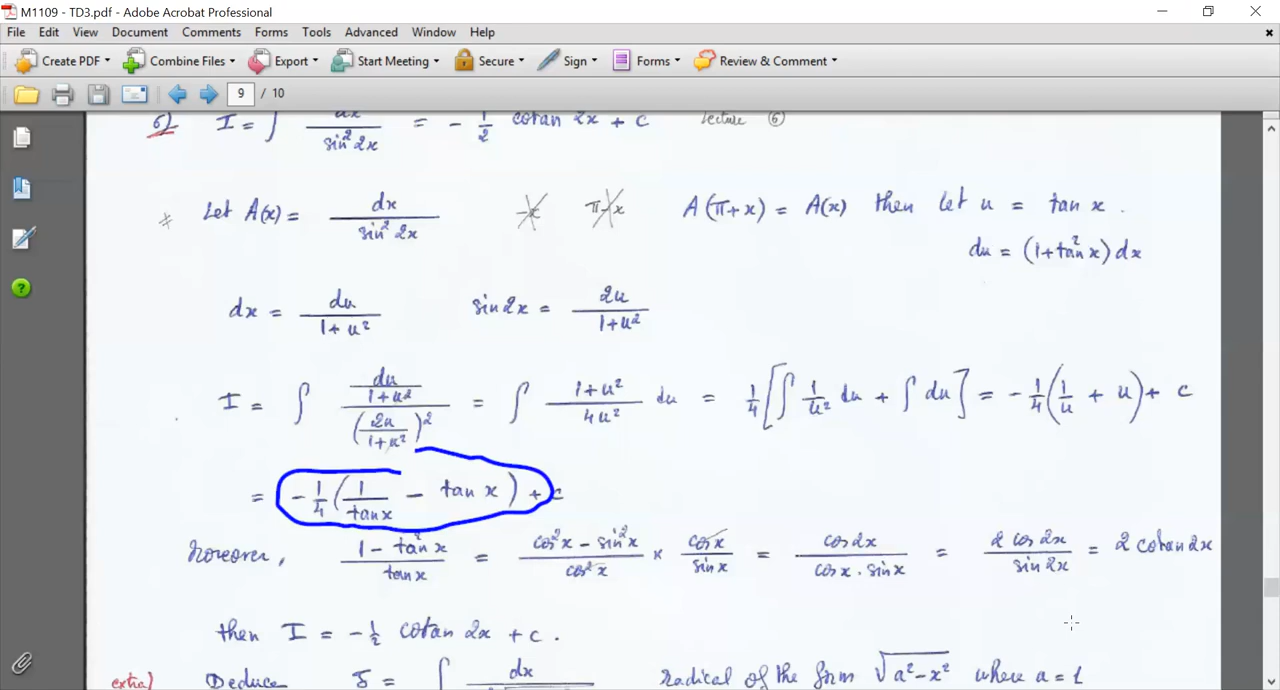 M1109 - TD3.pdf - Adobe Acrobat Professional
File Edit View Document Comments Forms Tools Advanced Window Help
Create PDF Combine Files Export Start Meeting Secure Sign Forms Review & Comment
9 / 10
6) I = ∫ dx / sin² 2x = - 1/2 cotan 2x + c Lecture ⑥
* Let A(x) = dx / sin² 2x -x π-x A(π+x) = A(x) then let u = tan x .
du = (1+tan²x) dx
dx = du / 1+u² sin 2x = 2u / 1+u²
I = ∫ (du / 1+u²) / (2u / 1+u²)² = ∫ 1+u² / 4u² du = 1/4 [∫ 1/u² du + ∫ du] = - 1/4 (1/u + u) + c
= - 1/4 (1 / tan x - tan x) + c
Moreover, 1 - tan²x / tan x = cos²x - sin²x / cos²x × cos x / sin x = cos 2x / cos x . sin x = 2 cos 2x / sin 2x = 2 cotan 2x
then I = - 1/2 cotan 2x + c .
extra) Deduce J = ∫ dx radical of the form √a² - x² where a = 1